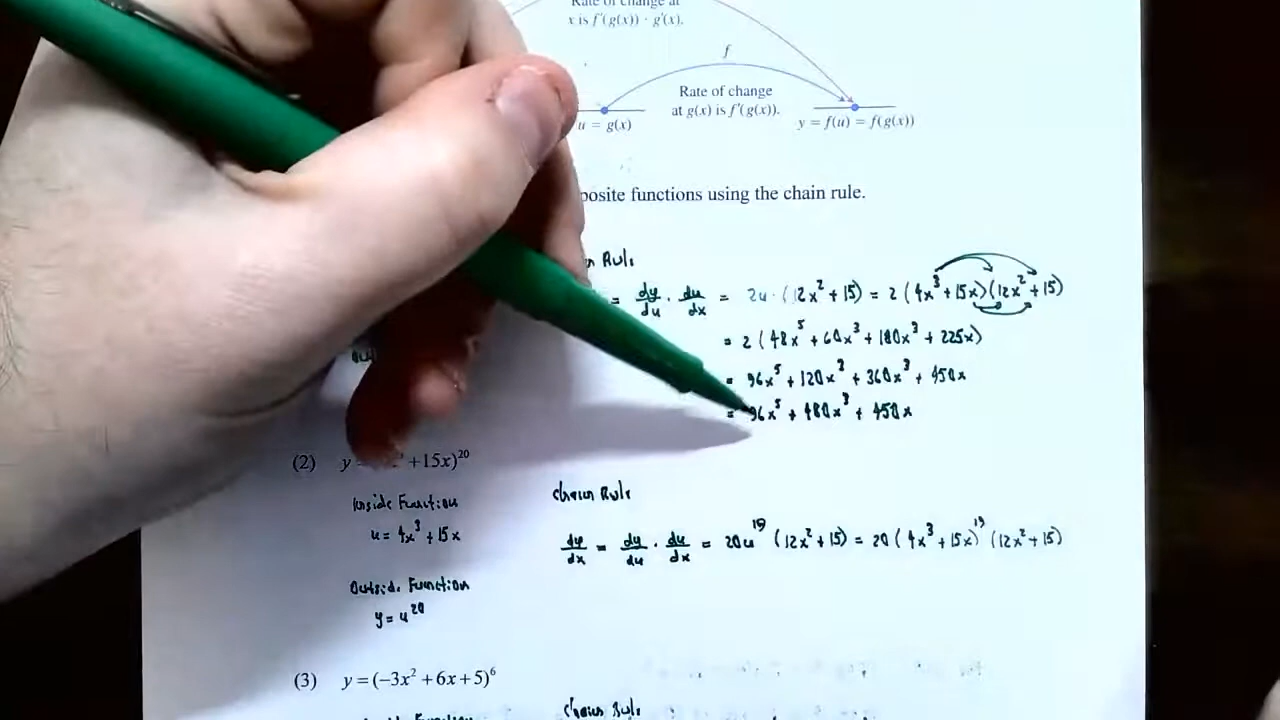 Rate of change at
x is f′(g(x)) · g′(x).
f
Rate of change
at g(x) is f′(g(x)).
u = g(x)
y = f(u) = f(g(x))
posite functions using the chain rule.
Rule
= dy/du · du/dx = 2u · (12x² + 15) = 2(4x³ + 15x)(12x² + 15)
= 2(48x⁵ + 60x³ + 180x³ + 225x)
= 96x⁵ + 120x³ + 360x³ + 450x
= 96x⁵ + 480x³ + 450x
(2) y +15x)²⁰
Inside Function
u = 4x³ + 15x
Chain Rule
dy/dx = dy/du · du/dx = 20u¹⁹ (12x² + 15) = 20(4x³ + 15x)¹⁹ (12x² + 15)
Outside Function
y = u²⁰
(3) y = (−3x² + 6x + 5)⁶
Chain Rule
Inside Function